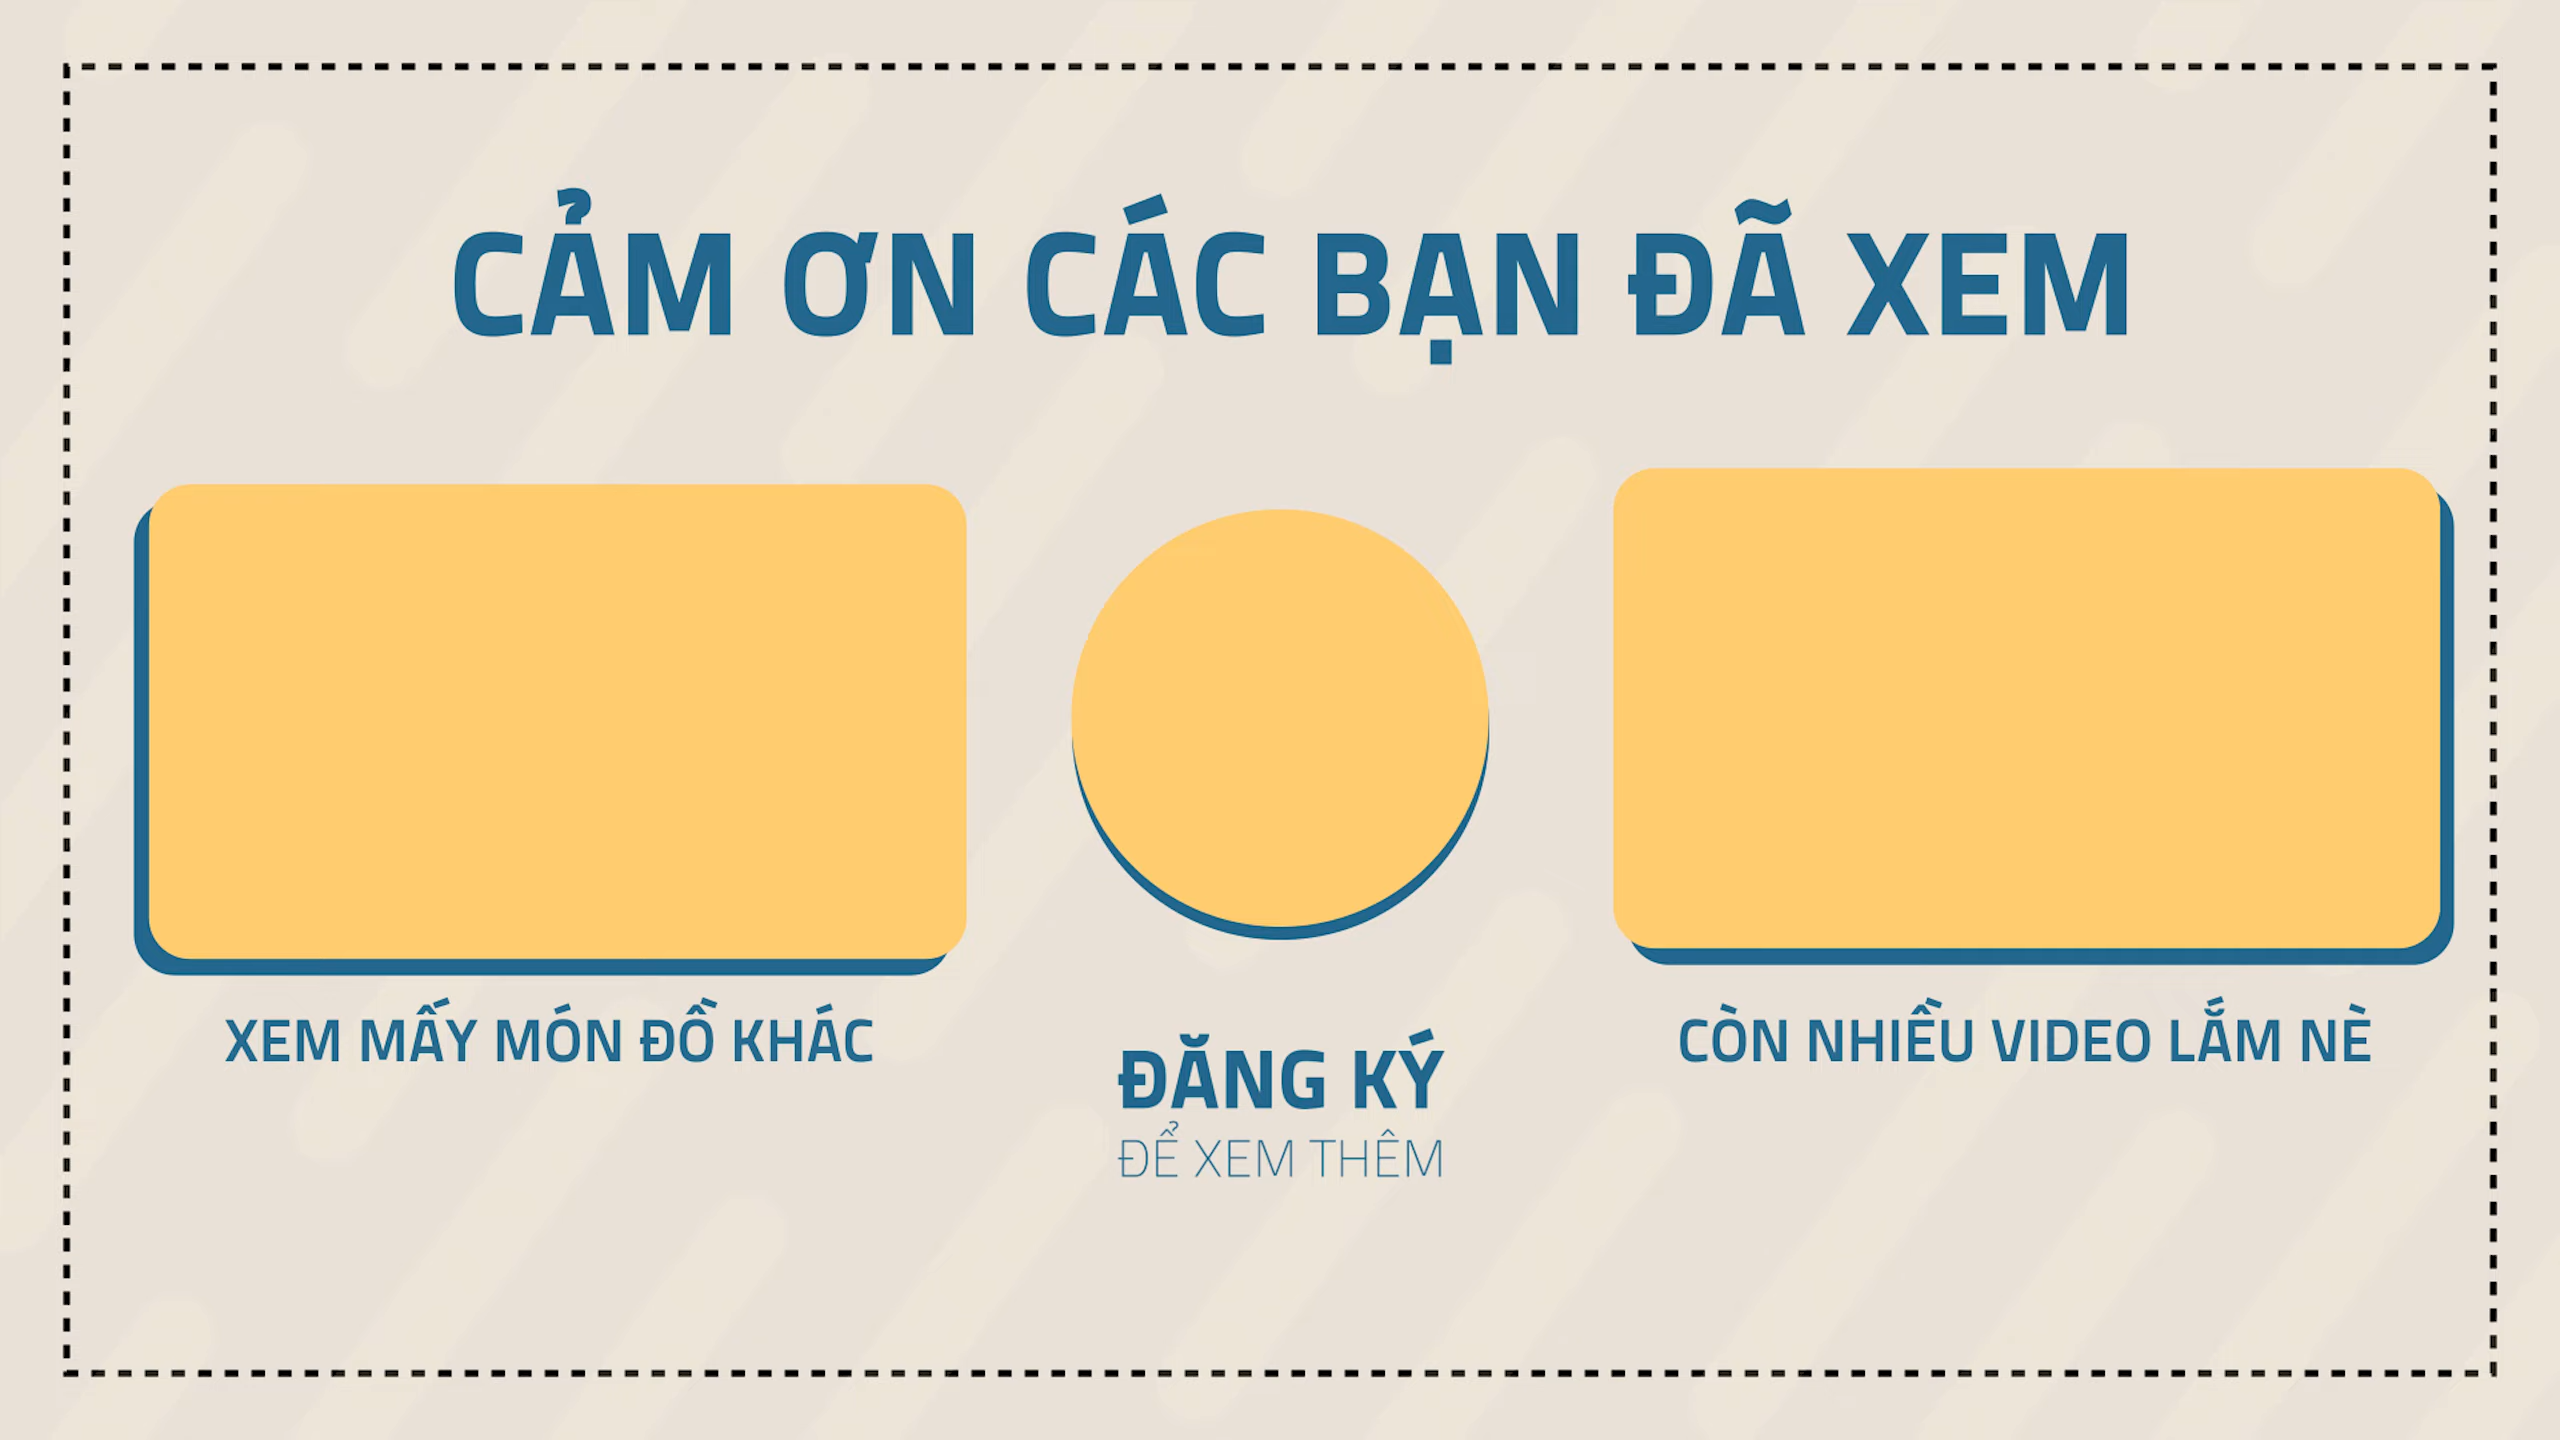 CẢM ƠN CÁC BẠN ĐÃ XEM
XEM MẤY MÓN ĐỒ KHÁC
ĐĂNG KÝ
ĐỂ XEM THÊM
CÒN NHIỀU VIDEO LẮM NÈ